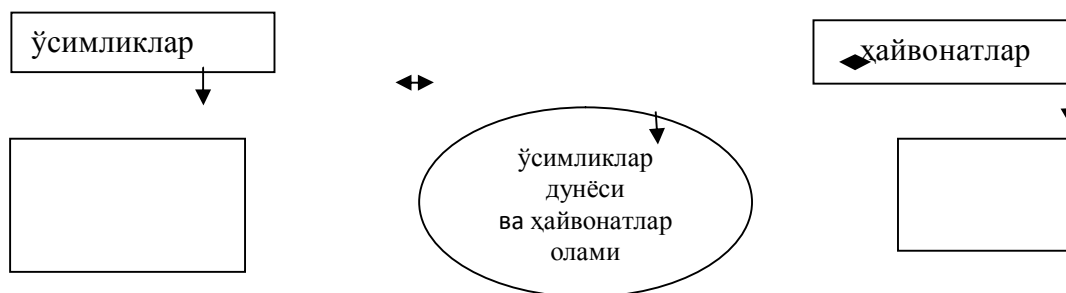 ўсимликлар
ҳайвонатлар
ўсимликлар
дунёси
ва ҳайвонатлар
олами